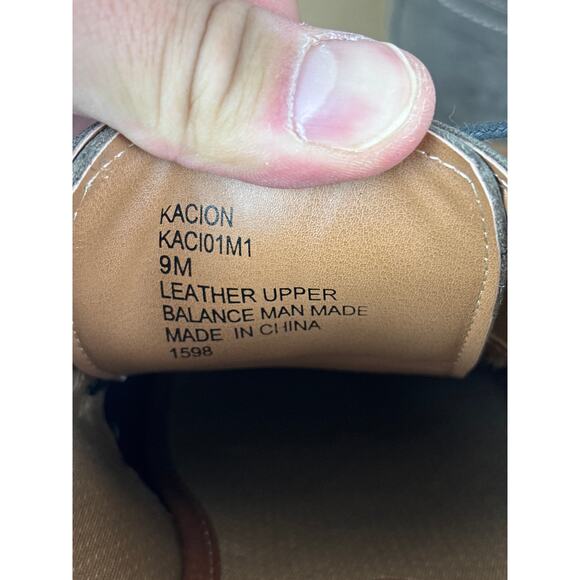 KACION
KACI01M1
9M
LEATHER UPPER
BALANCE MAN MADE
MADE IN CHINA
1598